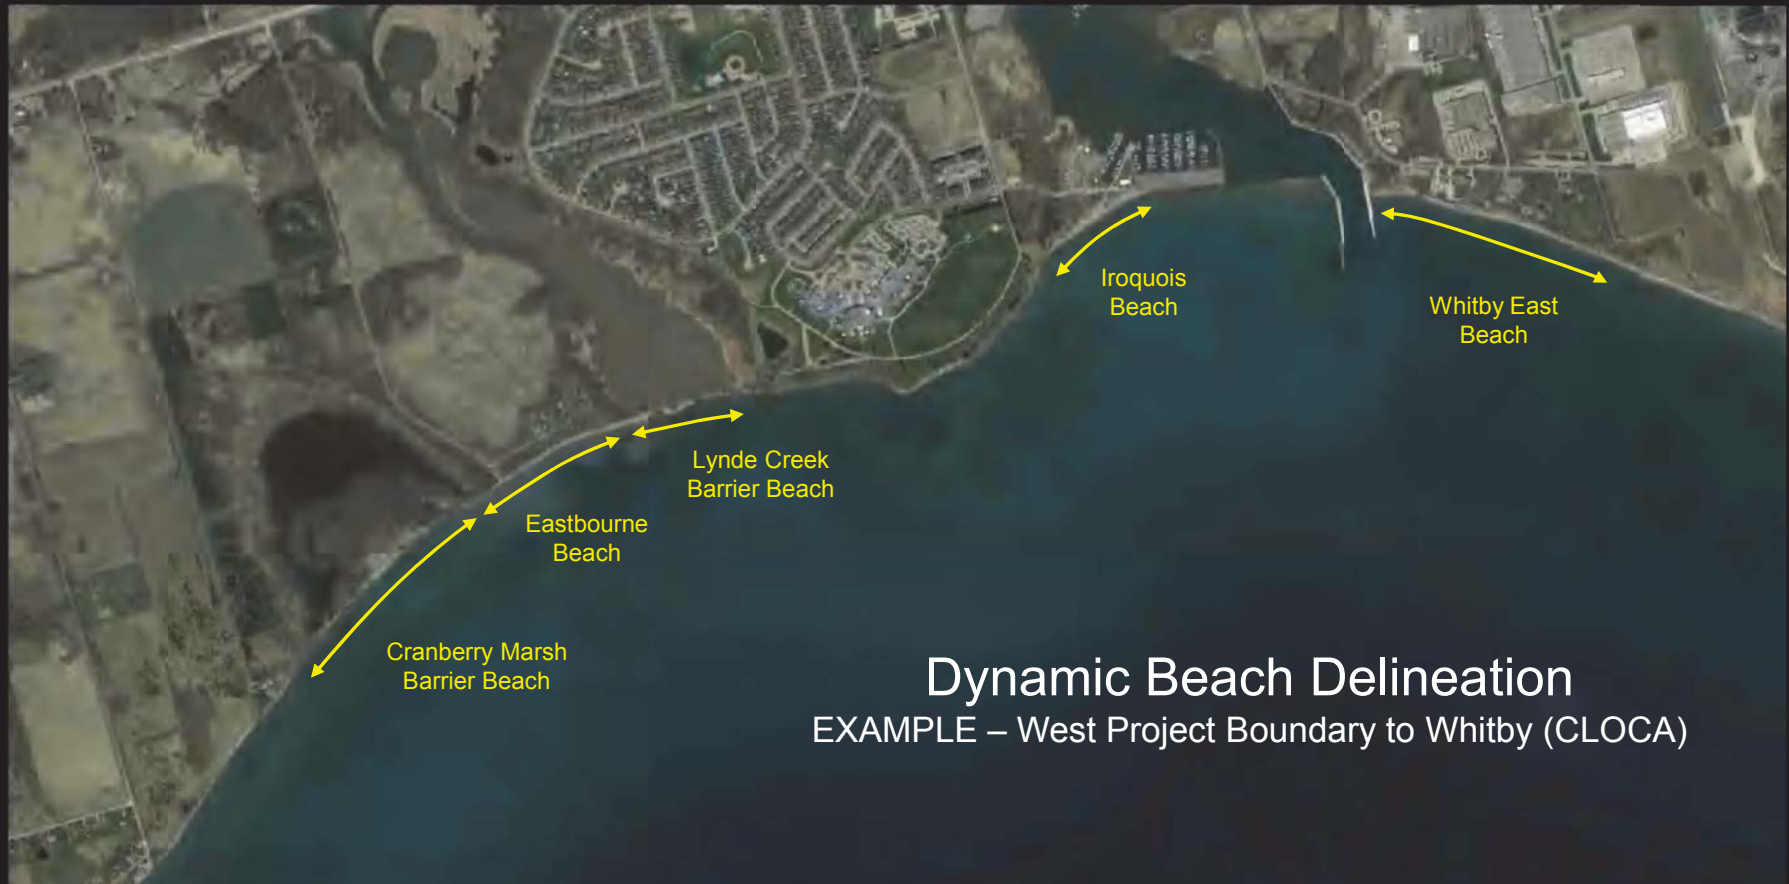 Iroquois
Beach
Whitby East
Beach
Lynde Creek
Barrier Beach
Eastbourne
Beach
Cranberry Marsh
Barrier Beach
Dynamic Beach Delineation
EXAMPLE – West Project Boundary to Whitby (CLOCA)